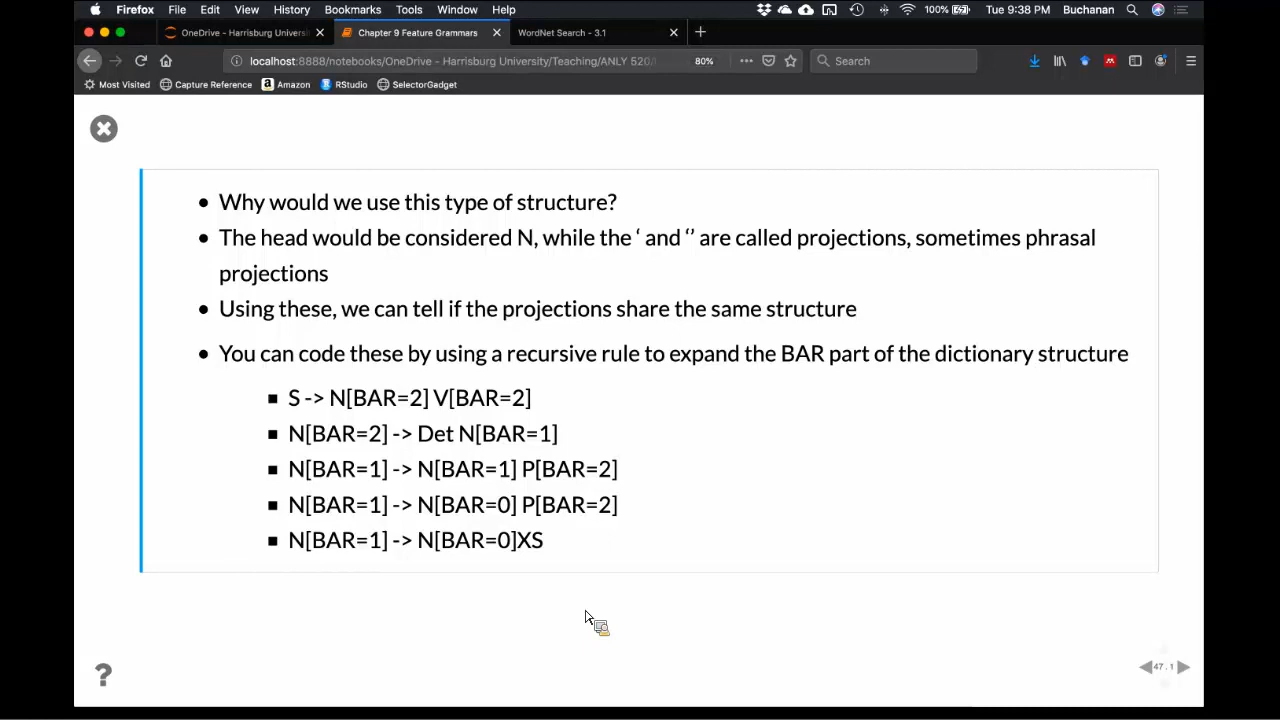 Firefox File Edit View History Bookmarks Tools Window Help 100% Tue 9:38 PM Buchanan
OneDrive - Harrisburg Universi Chapter 9 Feature Grammars WordNet Search - 3.1
localhost:8888/notebooks/OneDrive - Harrisburg University/Teaching/ANLY 520/ 80% Search
Most Visited Capture Reference Amazon RStudio SelectorGadget
Why would we use this type of structure?
The head would be considered N, while the ‘ and ‘’ are called projections, sometimes phrasal
projections
Using these, we can tell if the projections share the same structure
You can code these by using a recursive rule to expand the BAR part of the dictionary structure
S -> N[BAR=2] V[BAR=2]
N[BAR=2] -> Det N[BAR=1]
N[BAR=1] -> N[BAR=1] P[BAR=2]
N[BAR=1] -> N[BAR=0] P[BAR=2]
N[BAR=1] -> N[BAR=0]XS
?
47 . 1